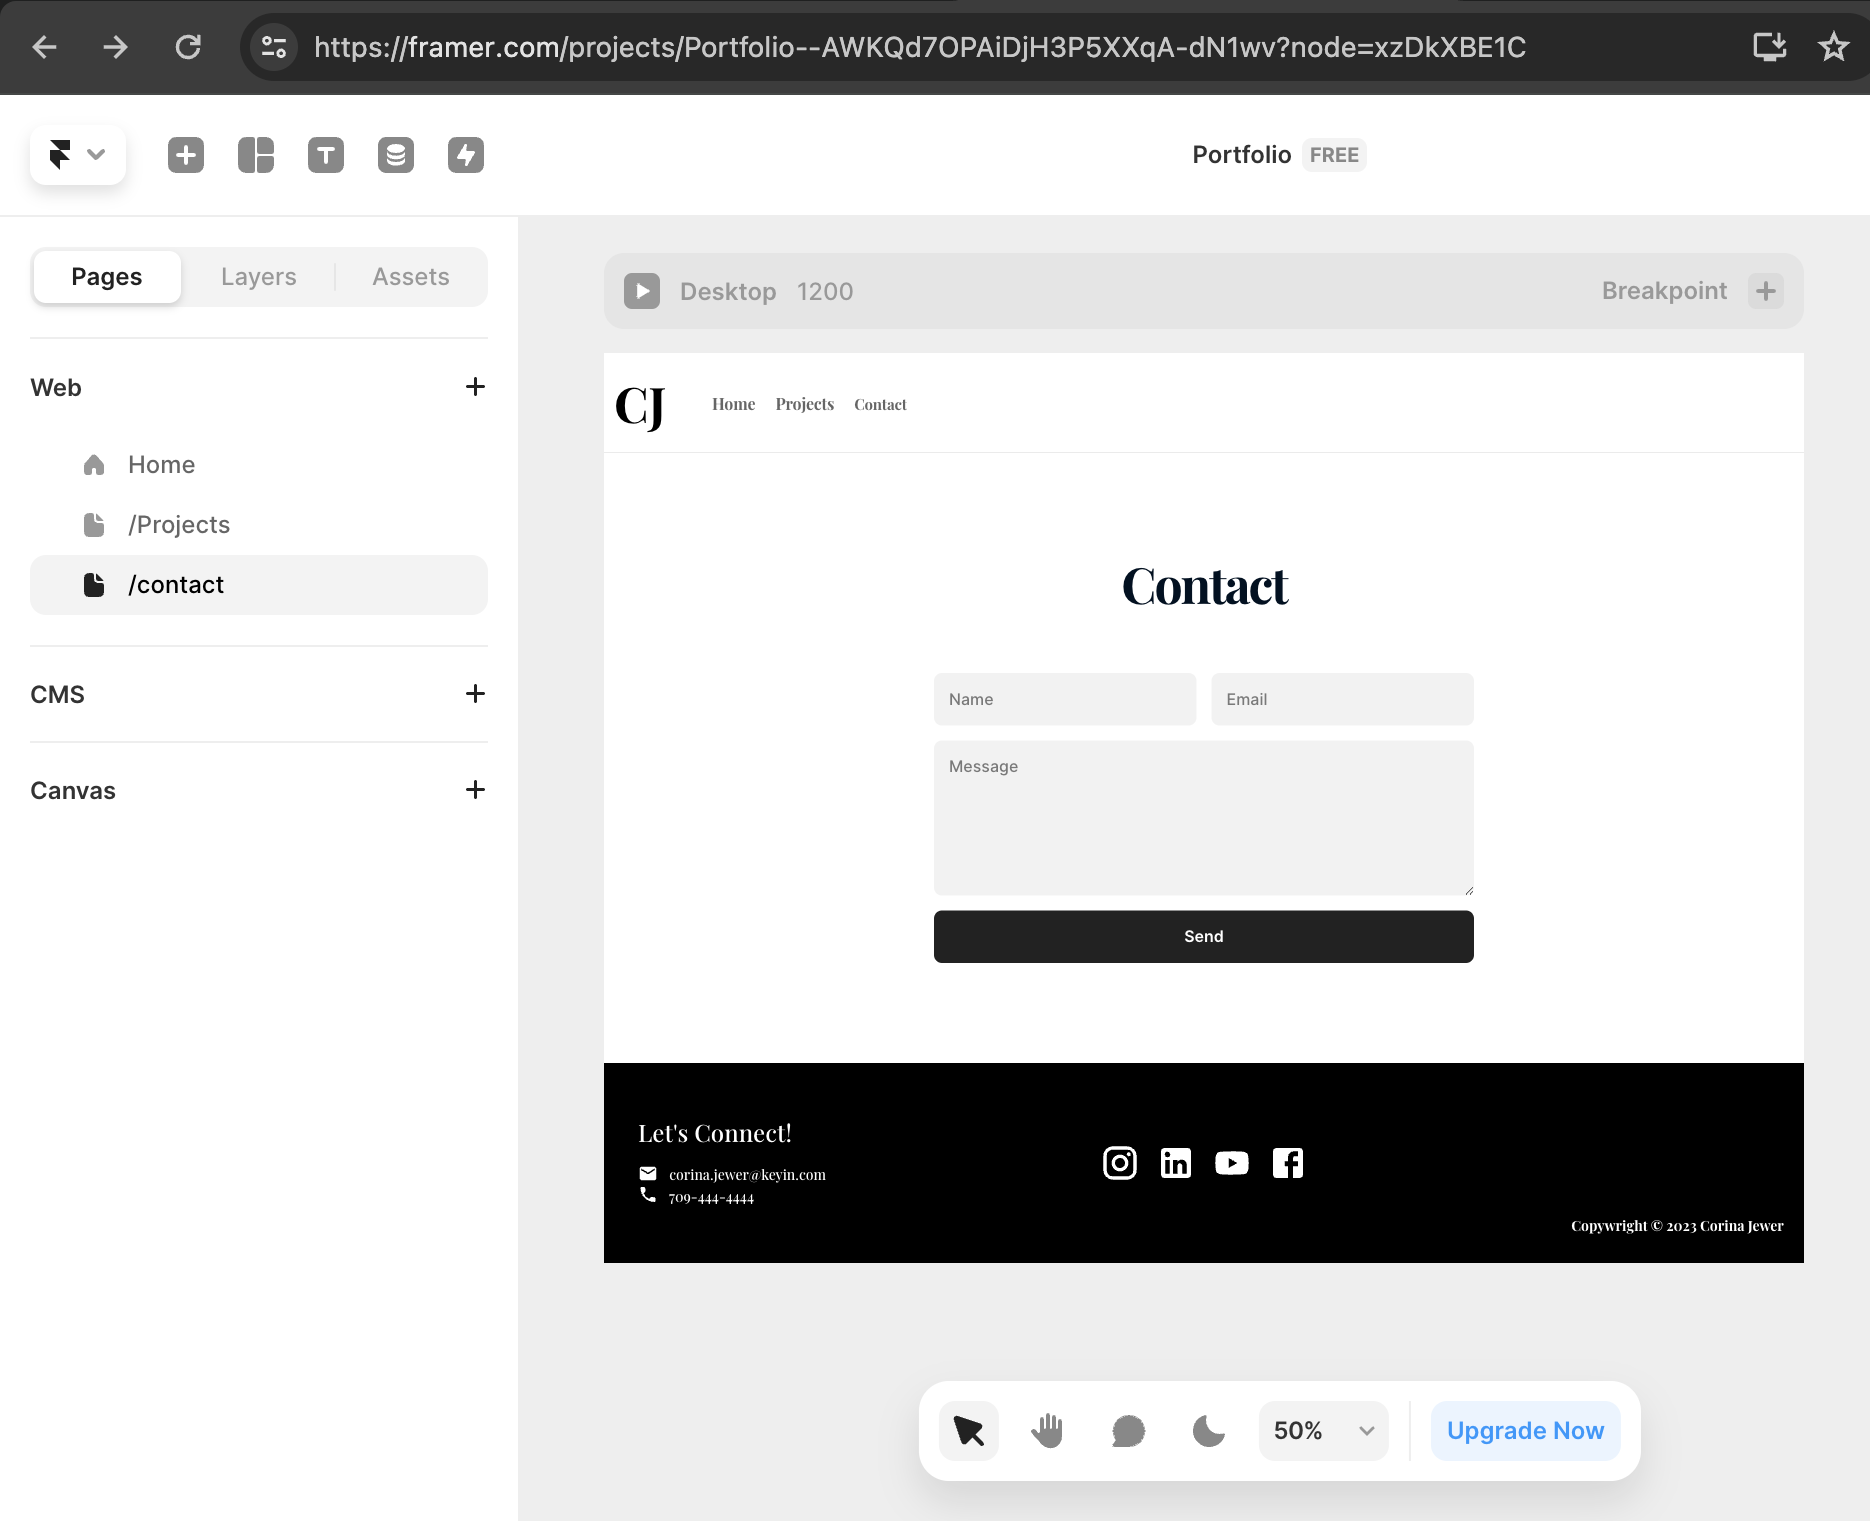 https://framer.com/projects/Portfolio--AWKQd7OPAiDjH3P5XXqA-dN1wv?node=xzDkXBE1C
Portfolio FREE
Pages Layers Assets
Desktop 1200 Breakpoint
Web
Home
/Projects
/contact
CMS
Canvas
CJ Home Projects Contact
Contact
Name Email
Message
Send
Let's Connect!
corina.jewer@keyin.com
709-444-4444
Copywright © 2023 Corina Jewer
50% Upgrade Now